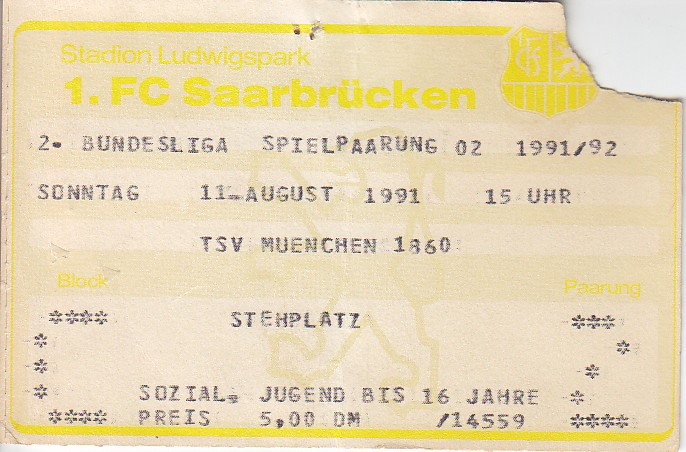 Stadion Ludwigspark
1. FC Saarbrücken
2. BUNDESLIGA SPIELPAARUNG 02 1991/92
SONNTAG 11. AUGUST 1991 15 UHR
TSV MUENCHEN 1860
Block Paarung
**** STEHPLATZ ***
* *
* *
* SOZIAL. JUGEND BIS 16 JAHRE *
**** PREIS 5,00 DM /14559 ****